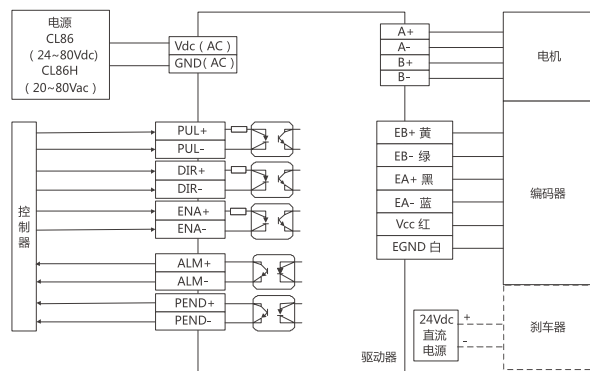 电源
CL86
（24~80Vdc)
CL86H
（20~80Vac）
Vdc（AC）
GND（AC）
控制器
PUL+
PUL-
DIR+
DIR-
ENA+
ENA-
ALM+
ALM-
PEND+
PEND-
A+
A-
B+
B-
电机
EB+ 黄
EB- 绿
EA+ 黑
EA- 蓝
Vcc 红
EGND 白
编码器
24Vdc
直流
电源
+
-
刹车器
驱动器